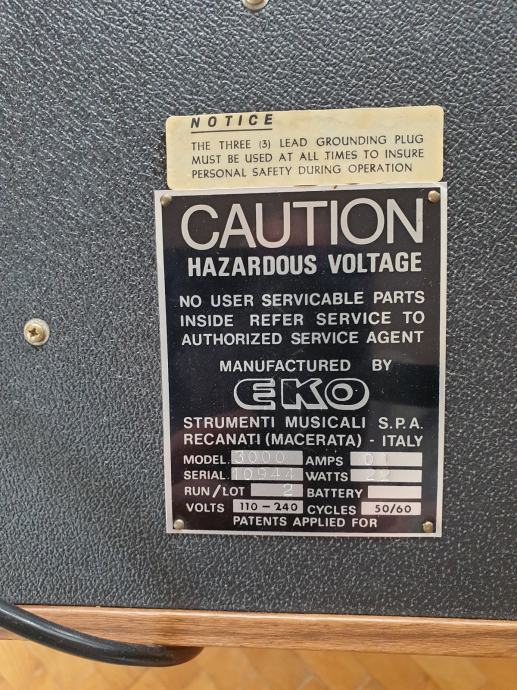 NOTICE
THE THREE (3) LEAD GROUNDING PLUG
MUST BE USED AT ALL TIMES TO INSURE
PERSONAL SAFETY DURING OPERATION
CAUTION
HAZARDOUS VOLTAGE
NO USER SERVICABLE PARTS
INSIDE REFER SERVICE TO
AUTHORIZED SERVICE AGENT
MANUFACTURED BY
EKO
STRUMENTI MUSICALI S.P.A.
RECANATI (MACERATA) - ITALY
MODEL. 3000 AMPS
SERIAL. 10944 WATTS
RUN/LOT 2 BATTERY
VOLTS 110-240 CYCLES 50/60
PATENTS APPLIED FOR